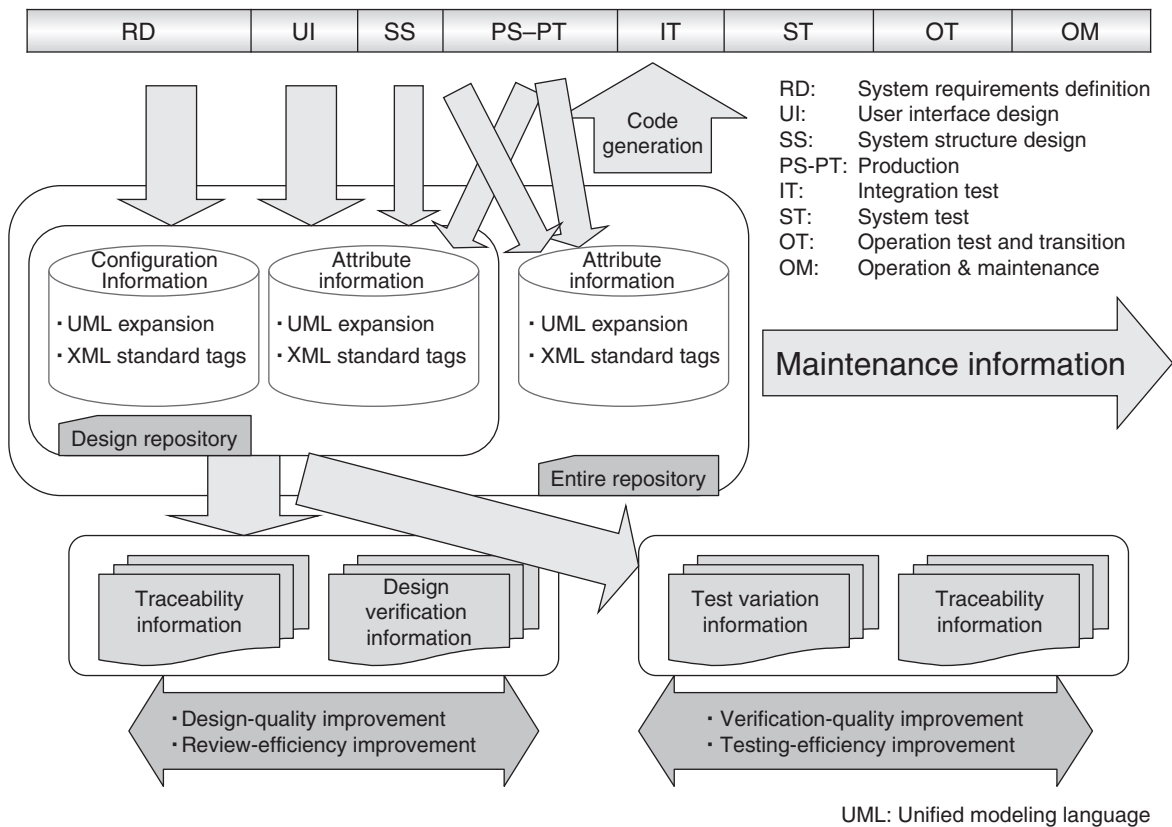 RD UI SS PS–PT IT ST OT OM
Code
generation
RD: System requirements definition
UI: User interface design
SS: System structure design
PS-PT: Production
IT: Integration test
ST: System test
OT: Operation test and transition
OM: Operation & maintenance
Configuration
Information
・UML expansion
・XML standard tags
Attribute
information
・UML expansion
・XML standard tags
Attribute
information
・UML expansion
・XML standard tags
Maintenance information
Design repository
Entire repository
Traceability
information
Design
verification
information
Test variation
information
Traceability
information
・Design-quality improvement
・Review-efficiency improvement
・Verification-quality improvement
・Testing-efficiency improvement
UML: Unified modeling language